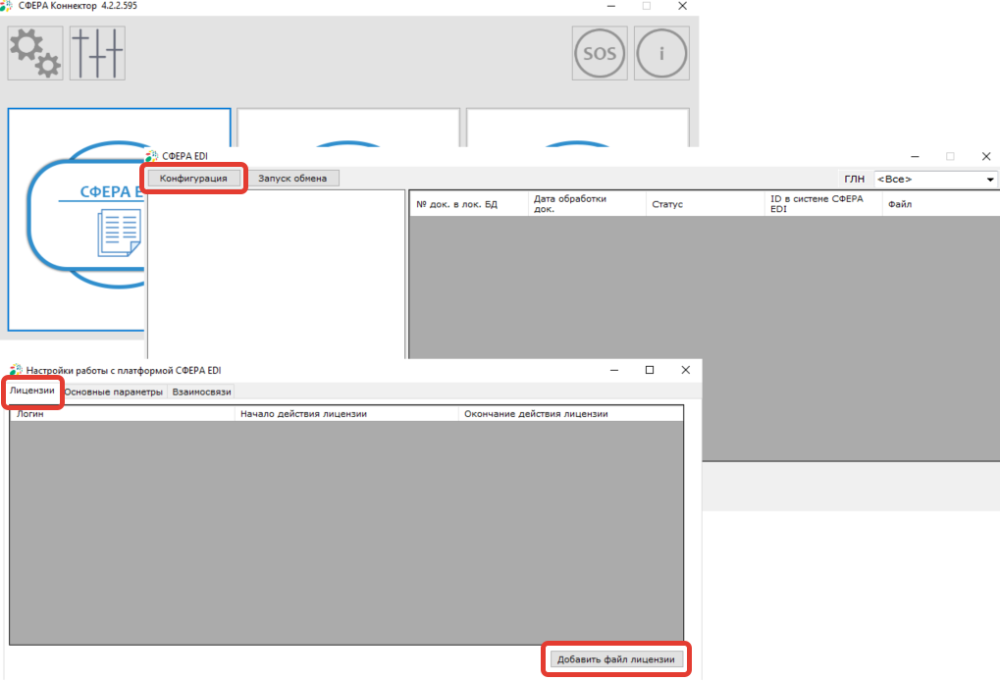 СФЕРА Коннектор 4.2.2.595
SOS
i
СФЕРА EDI
Конфигурация
Запуск обмена
ГЛН
<Все>
СФЕРА E
№ док. в лок. БД
Дата обработки
док.
Статус
ID в системе СФЕРА
EDI
Файл
Настройки работы с платформой СФЕРА EDI
Лицензии
Основные параметры
Взаимосвязи
Логин
Начало действия лицензии
Окончание действия лицензии
Добавить файл лицензии